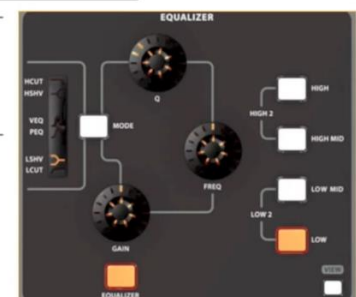 EQUALIZER
HCUT
HSHV
VEQ
PEQ
LSHV
LCUT
MODE
Q
FREQ
GAIN
EQUALIZER
HIGH
HIGH 2
HIGH MID
LOW MID
LOW 2
LOW
VIEW